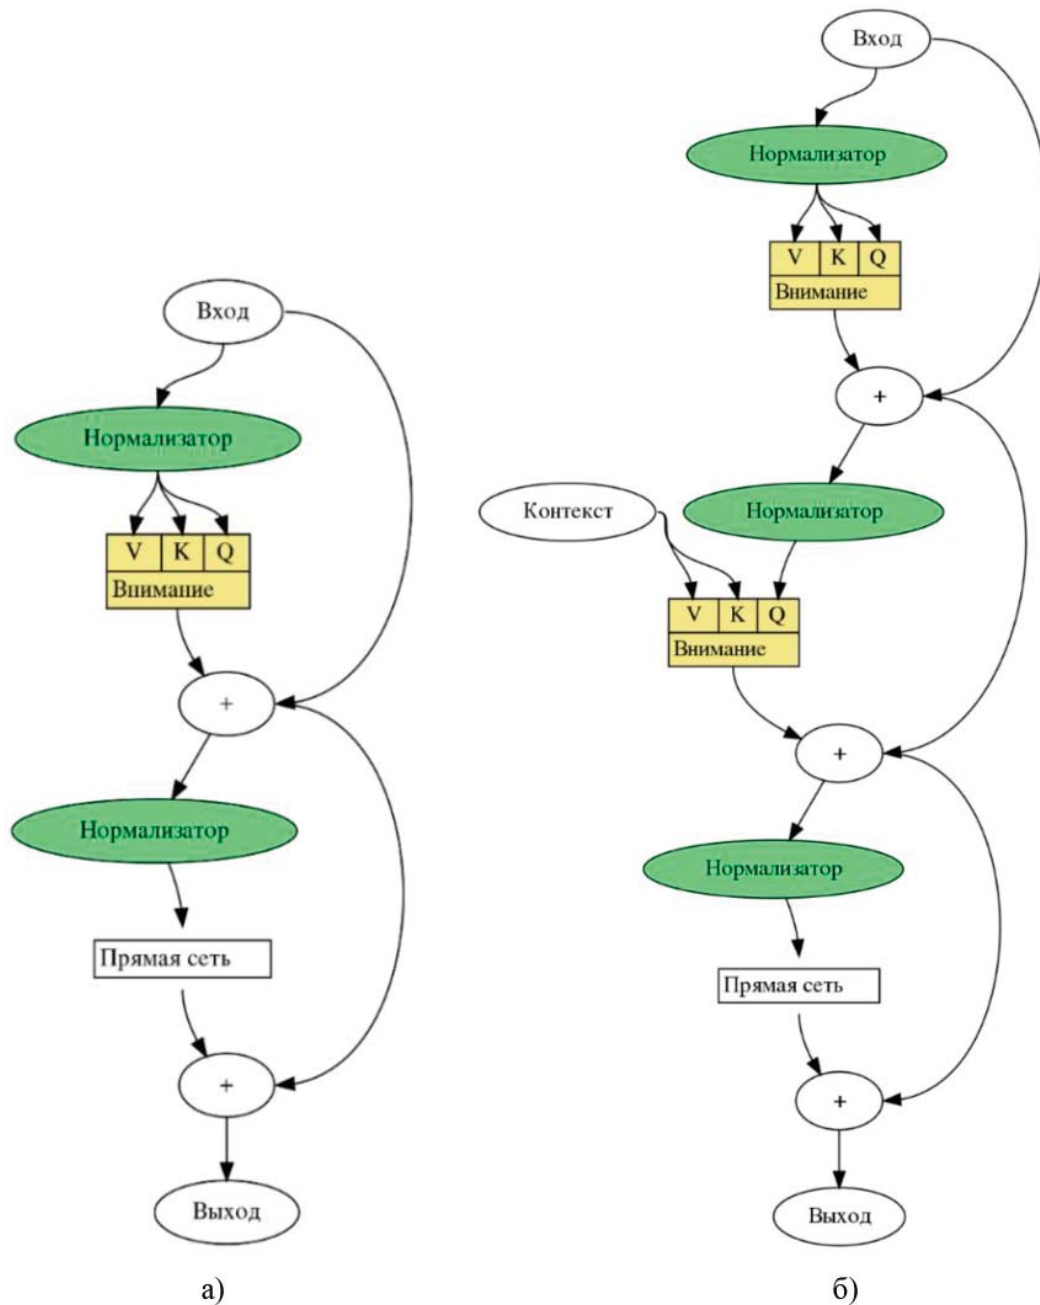 Вход
Нормализатор
V K Q
Внимание
+
Нормализатор
Прямая сеть
+
Выход
а)
Вход
Нормализатор
V K Q
Внимание
+
Контекст
Нормализатор
V K Q
Внимание
+
Нормализатор
Прямая сеть
+
Выход
б)